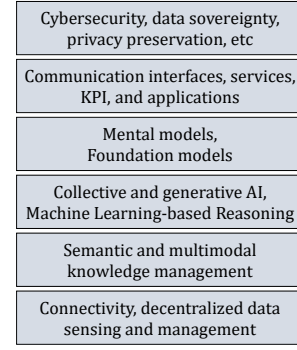 Cybersecurity, data sovereignty,
privacy preservation, etc
Communication interfaces, services,
KPI, and applications
Mental models,
Foundation models
Collective and generative AI,
Machine Learning-based Reasoning
Semantic and multimodal
knowledge management
Connectivity, decentralized data
sensing and management